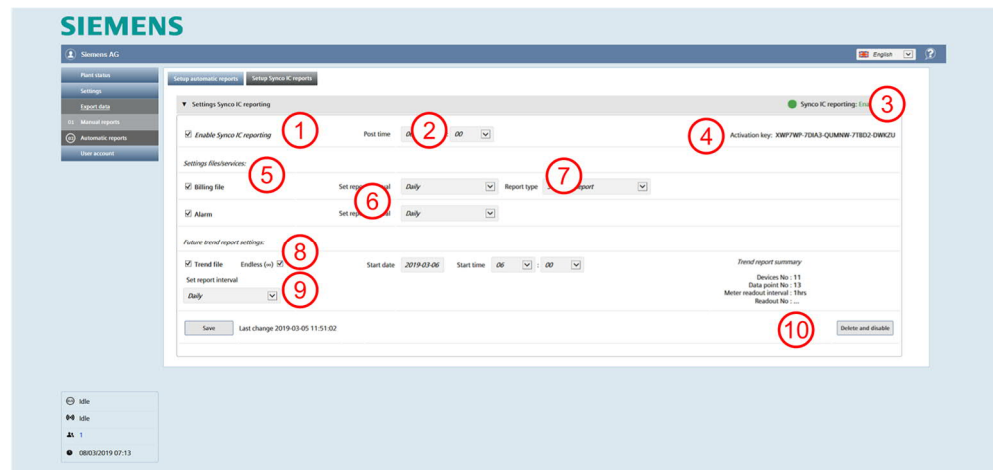 SIEMENS
Siemens AG
English
?
Plant status
Settings
Export data
Manual reports
Automatic reports
User account
Setup automatic reports Setup Synco IC reports
▼ Settings Synco IC reporting
Synco IC reporting:
3
Enable Synco IC reporting
1
Post time
2
00
4
Activation key: XWP7WP-7DIA3-QUMNW-7TBD2-DWKZU
Settings files/services:
5
Billing file
Set
6
Daily
Report type
7
Alarm
Set
Daily
Future trend report settings:
8
Trend file Endless (∞)
Start date 2019-03-06 Start time 06 : 00
Set report interval
9
Daily
Trend report summary
Devices No : 11
Data point No : 13
Meter readout interval : 1hrs
Readout No : ...
Save Last change 2019-03-05 11:51:02
10
Delete and disable
Idle
Idle
1
08/03/2019 07:13